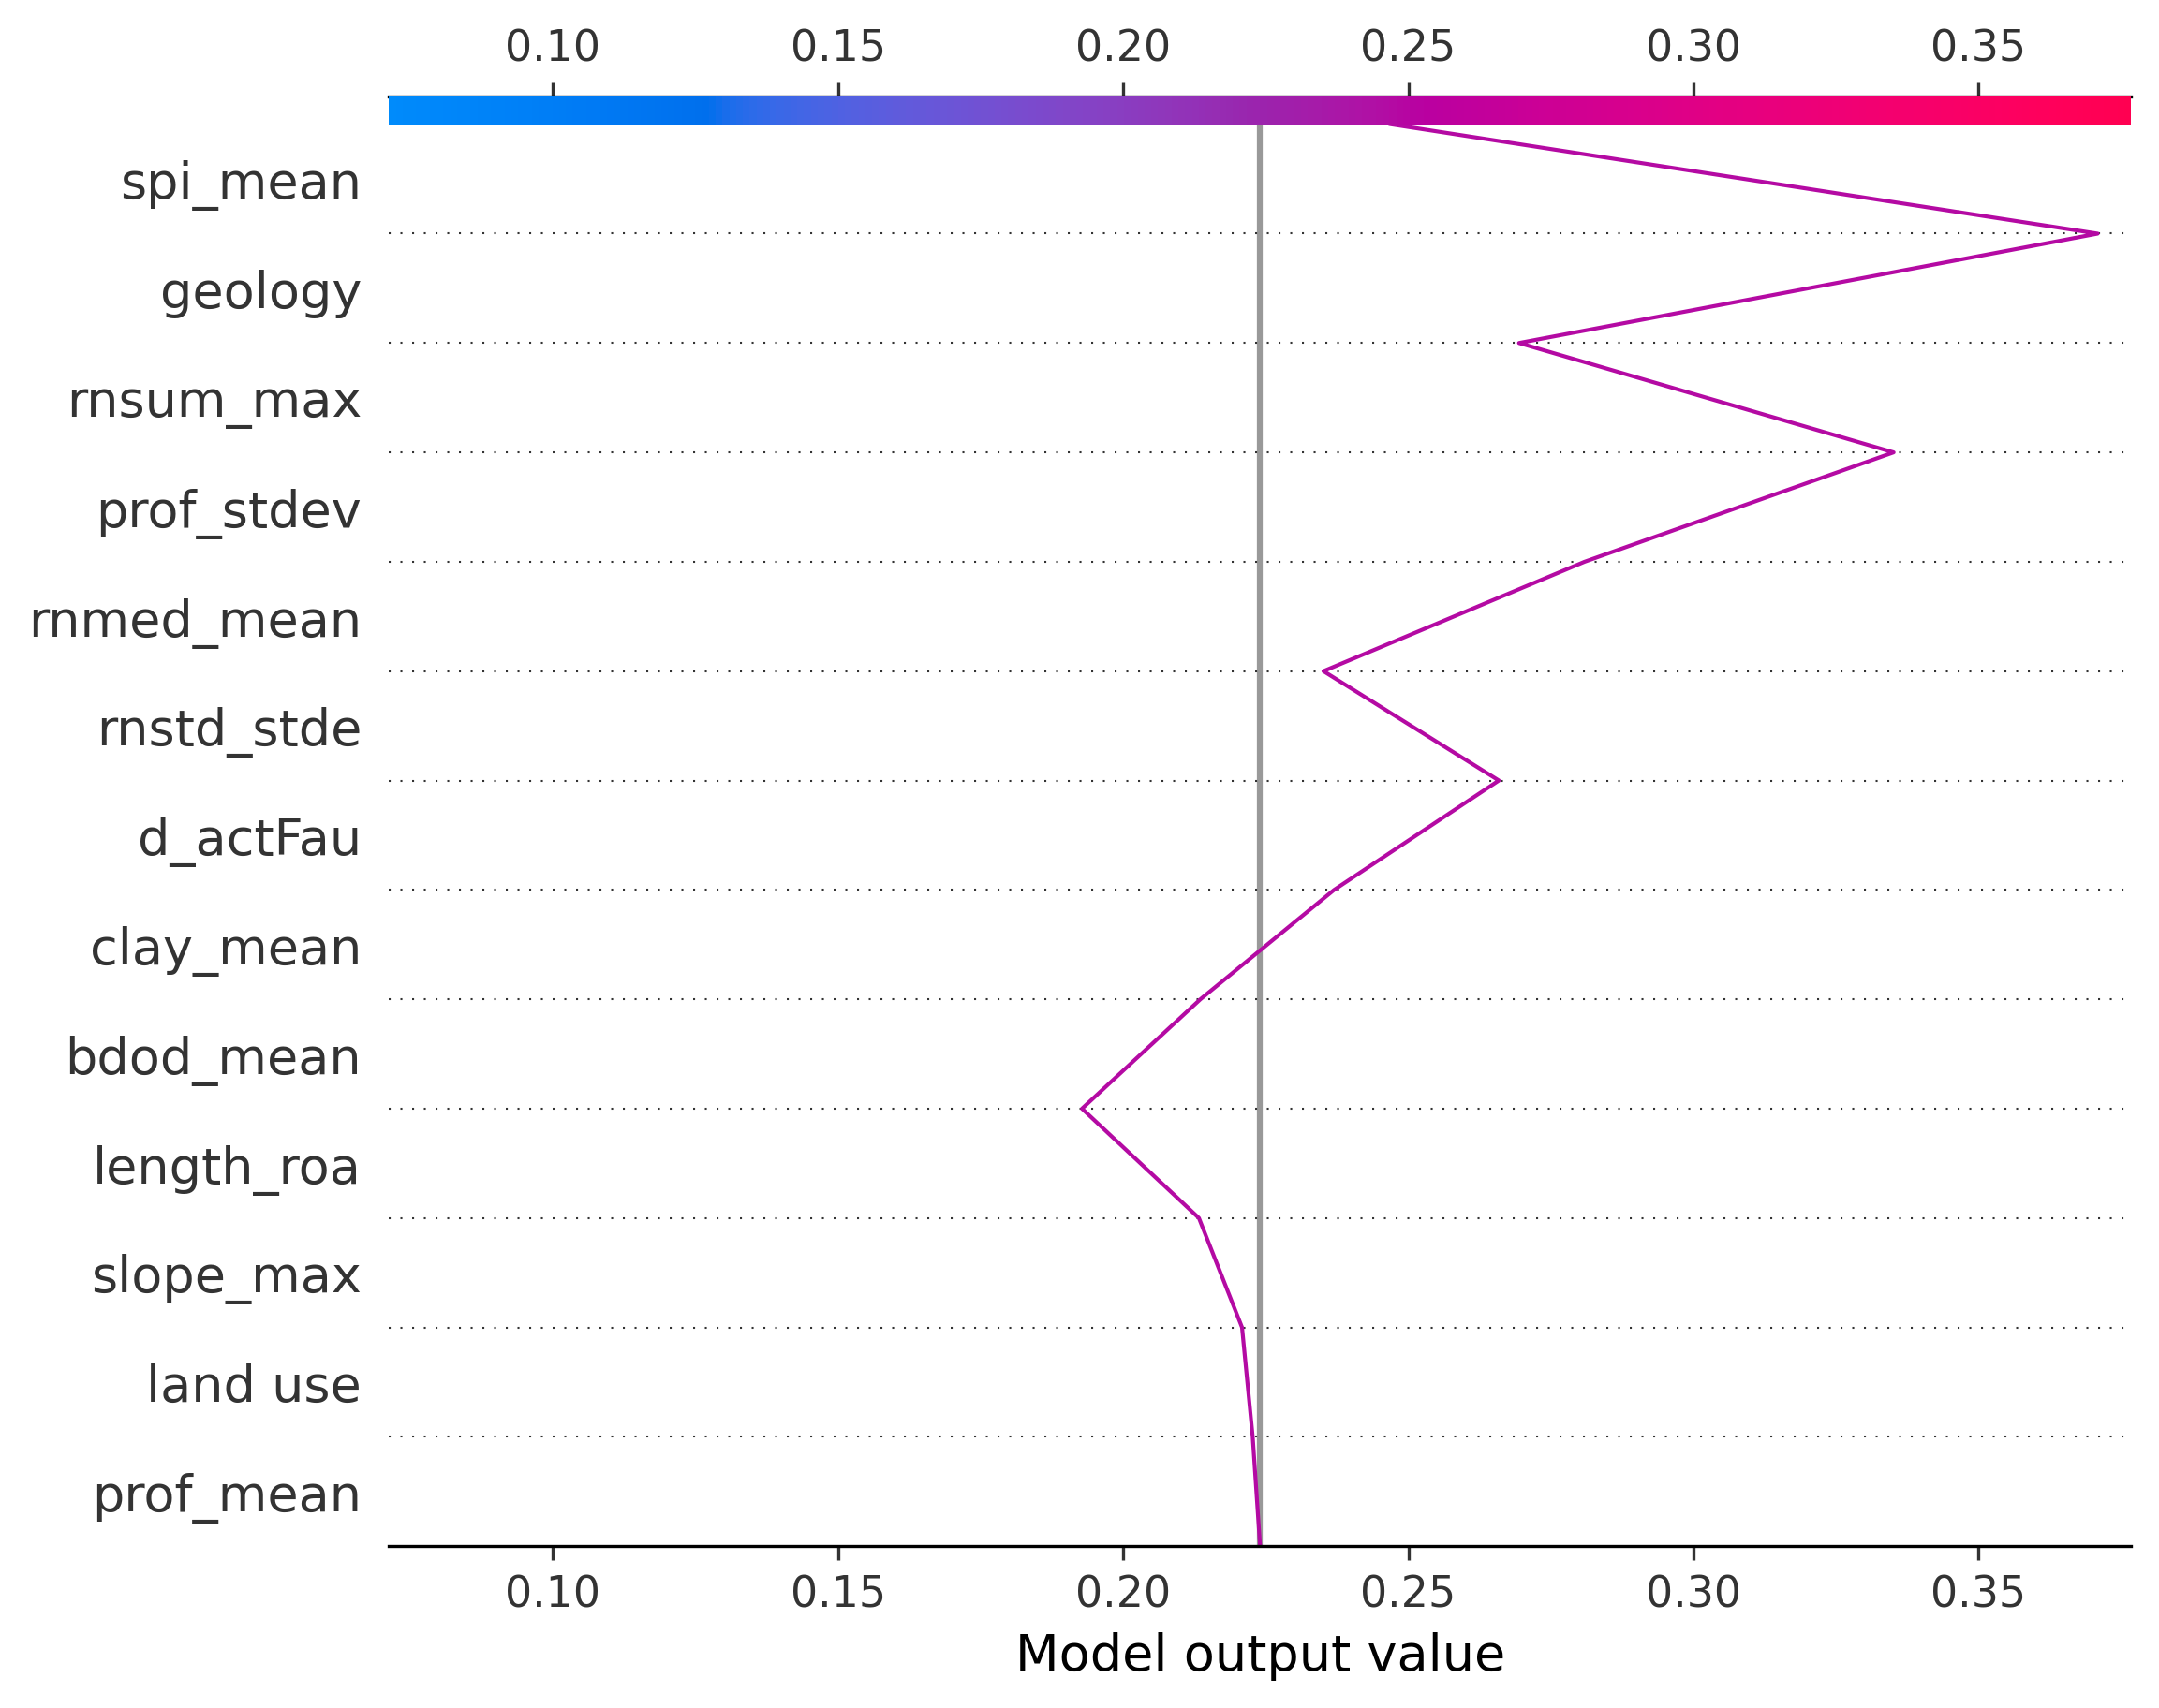 0.10 0.15 0.20 0.25 0.30 0.35
spi_mean
geology
rnsum_max
prof_stdev
rnmed_mean
rnstd_stde
d_actFau
clay_mean
bdod_mean
length_roa
slope_max
land use
prof_mean
0.10 0.15 0.20 0.25 0.30 0.35
Model output value